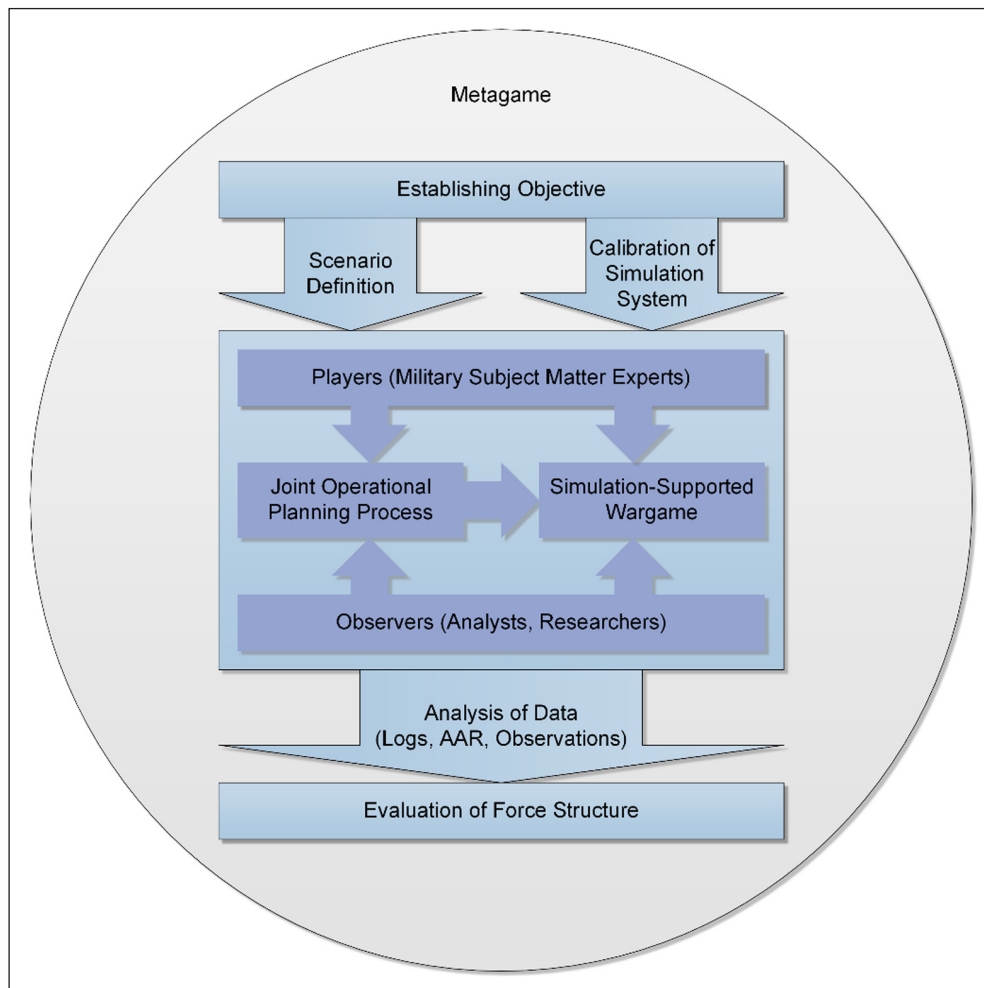 Metagame
Establishing Objective
Scenario
Definition
Calibration of
Simulation
System
Players (Military Subject Matter Experts)
Joint Operational
Planning Process
Simulation-Supported
Wargame
Observers (Analysts, Researchers)
Analysis of Data
(Logs, AAR, Observations)
Evaluation of Force Structure